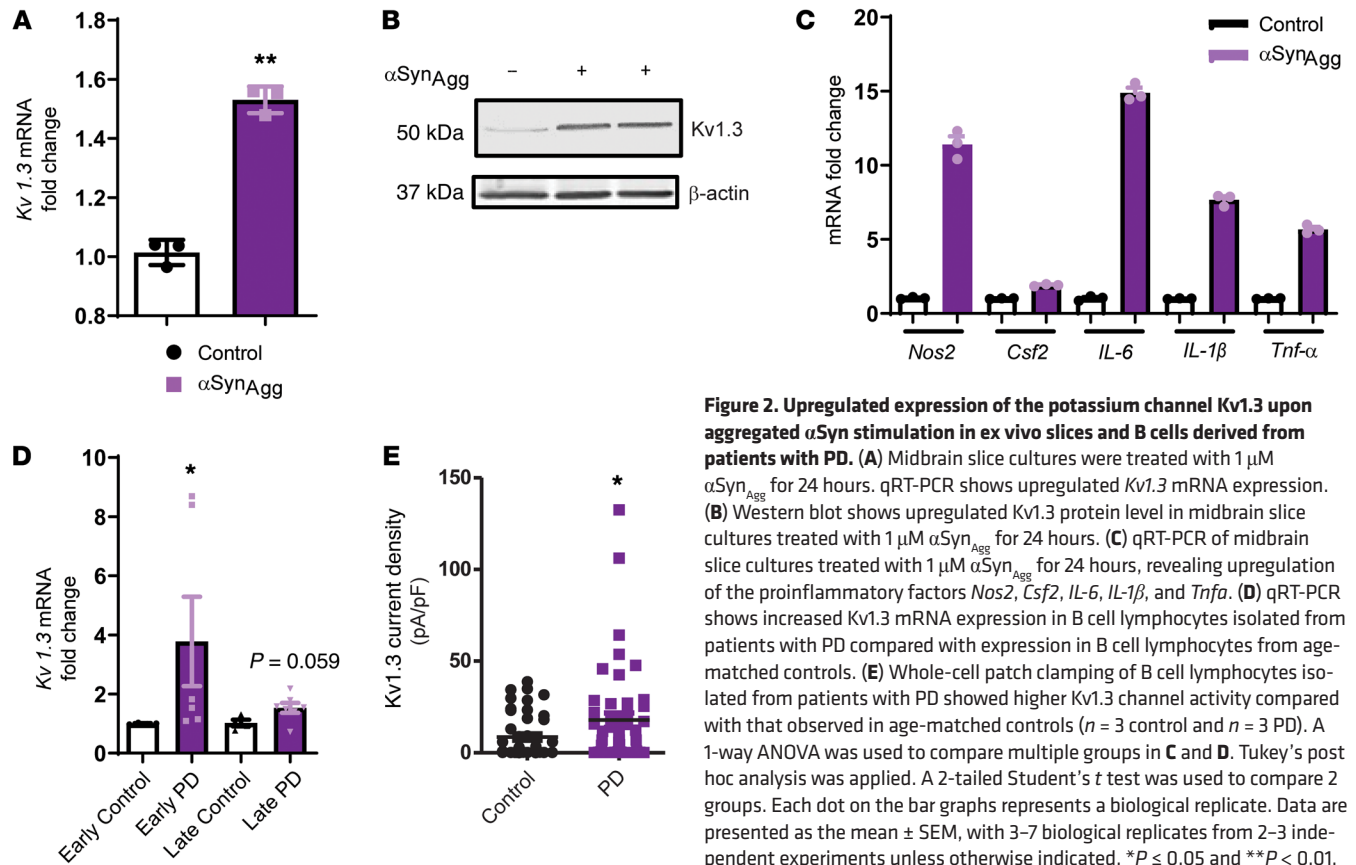 A
1.8
1.6
1.4
1.2
1.0
0.8
Kv 1.3 mRNA
fold change
**
Control
αSynAgg
B
αSynAgg
– + +
50 kDa
Kv1.3
37 kDa
β-actin
C
20
15
10
5
0
mRNA fold change
Control
αSynAgg
Nos2 Csf2 IL-6 IL-1β Tnf-α
D
10
8
6
4
2
0
Kv 1.3 mRNA
fold change
*
P = 0.059
Early Control
Early PD
Late Control
Late PD
E
150
100
50
0
Kv1.3 current density
(pA/pF)
*
Control
PD
Figure 2. Upregulated expression of the potassium channel Kv1.3 upon
aggregated αSyn stimulation in ex vivo slices and B cells derived from
patients with PD. (A) Midbrain slice cultures were treated with 1 μM
αSynAgg for 24 hours. qRT-PCR shows upregulated Kv1.3 mRNA expression.
(B) Western blot shows upregulated Kv1.3 protein level in midbrain slice
cultures treated with 1 μM αSynAgg for 24 hours. (C) qRT-PCR of midbrain
slice cultures treated with 1 μM αSynAgg for 24 hours, revealing upregulation
of the proinflammatory factors Nos2, Csf2, IL-6, IL-1β, and Tnfa. (D) qRT-PCR
shows increased Kv1.3 mRNA expression in B cell lymphocytes isolated from
patients with PD compared with expression in B cell lymphocytes from age-
matched controls. (E) Whole-cell patch clamping of B cell lymphocytes iso-
lated from patients with PD showed higher Kv1.3 channel activity compared
with that observed in age-matched controls (n = 3 control and n = 3 PD). A
1-way ANOVA was used to compare multiple groups in C and D. Tukey's post
hoc analysis was applied. A 2-tailed Student's t test was used to compare 2
groups. Each dot on the bar graphs represents a biological replicate. Data are
presented as the mean ± SEM, with 3–7 biological replicates from 2–3 inde-
pendent experiments unless otherwise indicated. *P ≤ 0.05 and **P < 0.01.